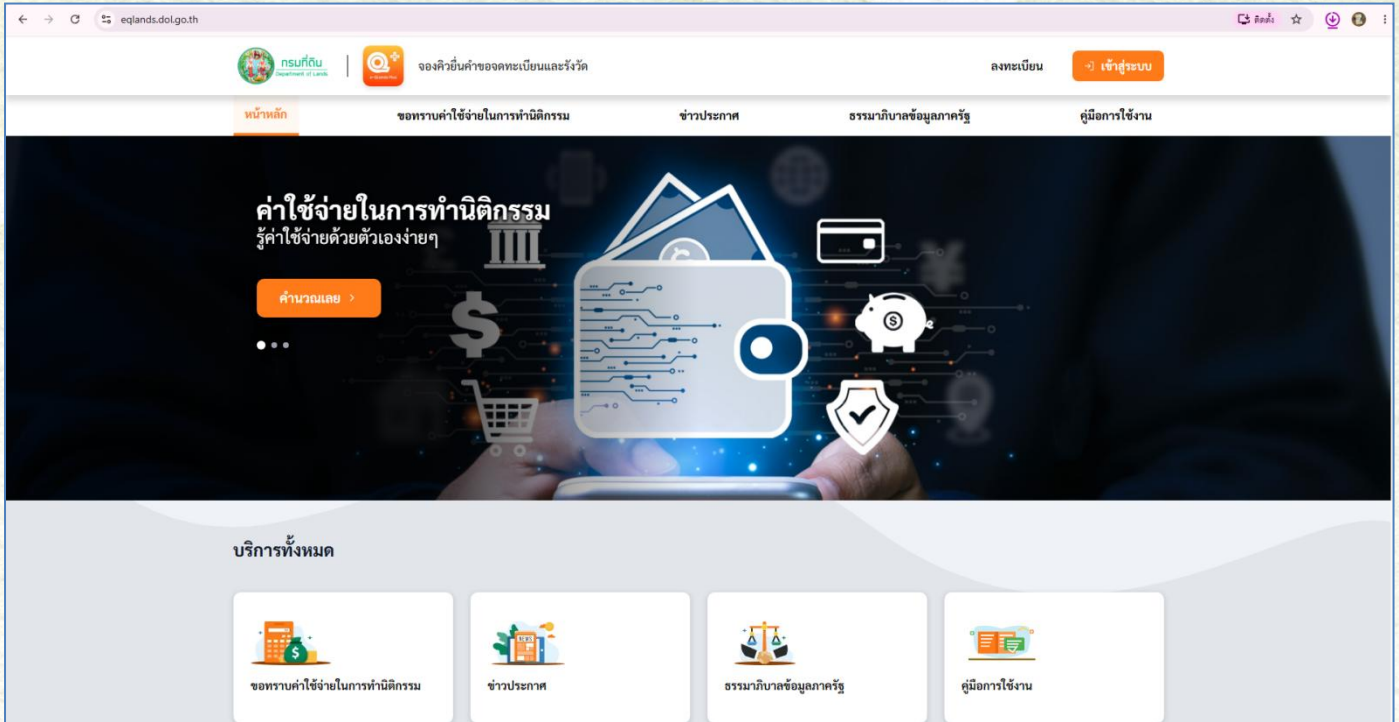 eqlands.dol.go.th
ติดตั้ง
กรมที่ดิน
Department of Lands
จองคิวยื่นคำขอจดทะเบียนและรังวัด
ลงทะเบียน
เข้าสู่ระบบ
หน้าหลัก
ขอทราบค่าใช้จ่ายในการทำนิติกรรม
ข่าวประกาศ
ธรรมาภิบาลข้อมูลภาครัฐ
คู่มือการใช้งาน
ค่าใช้จ่ายในการทำนิติกรรม
รู้ค่าใช้จ่ายด้วยตัวเองง่ายๆ
คำนวณเลย
บริการทั้งหมด
ขอทราบค่าใช้จ่ายในการทำนิติกรรม
ข่าวประกาศ
ธรรมาภิบาลข้อมูลภาครัฐ
คู่มือการใช้งาน